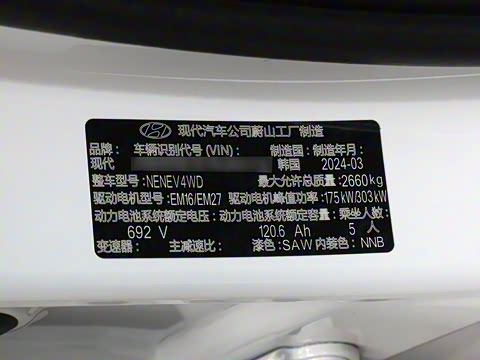 现代汽车公司蔚山工厂制造
品牌： 车辆识别代号 (VIN)： 制造国： 制造年月：
现代 韩国 2024-03
整车型号：NENEV4WD 最大允许总质量：2660kg
驱动电机型号：EM16/EM27 驱动电机峰值功率：175kW/303kW
动力电池系统额定电压： 动力电池系统额定容量： 乘坐人数：
692 V 120.6 Ah 5 人
变速器： 主减速比： 漆色：SAW 内装色：NNB